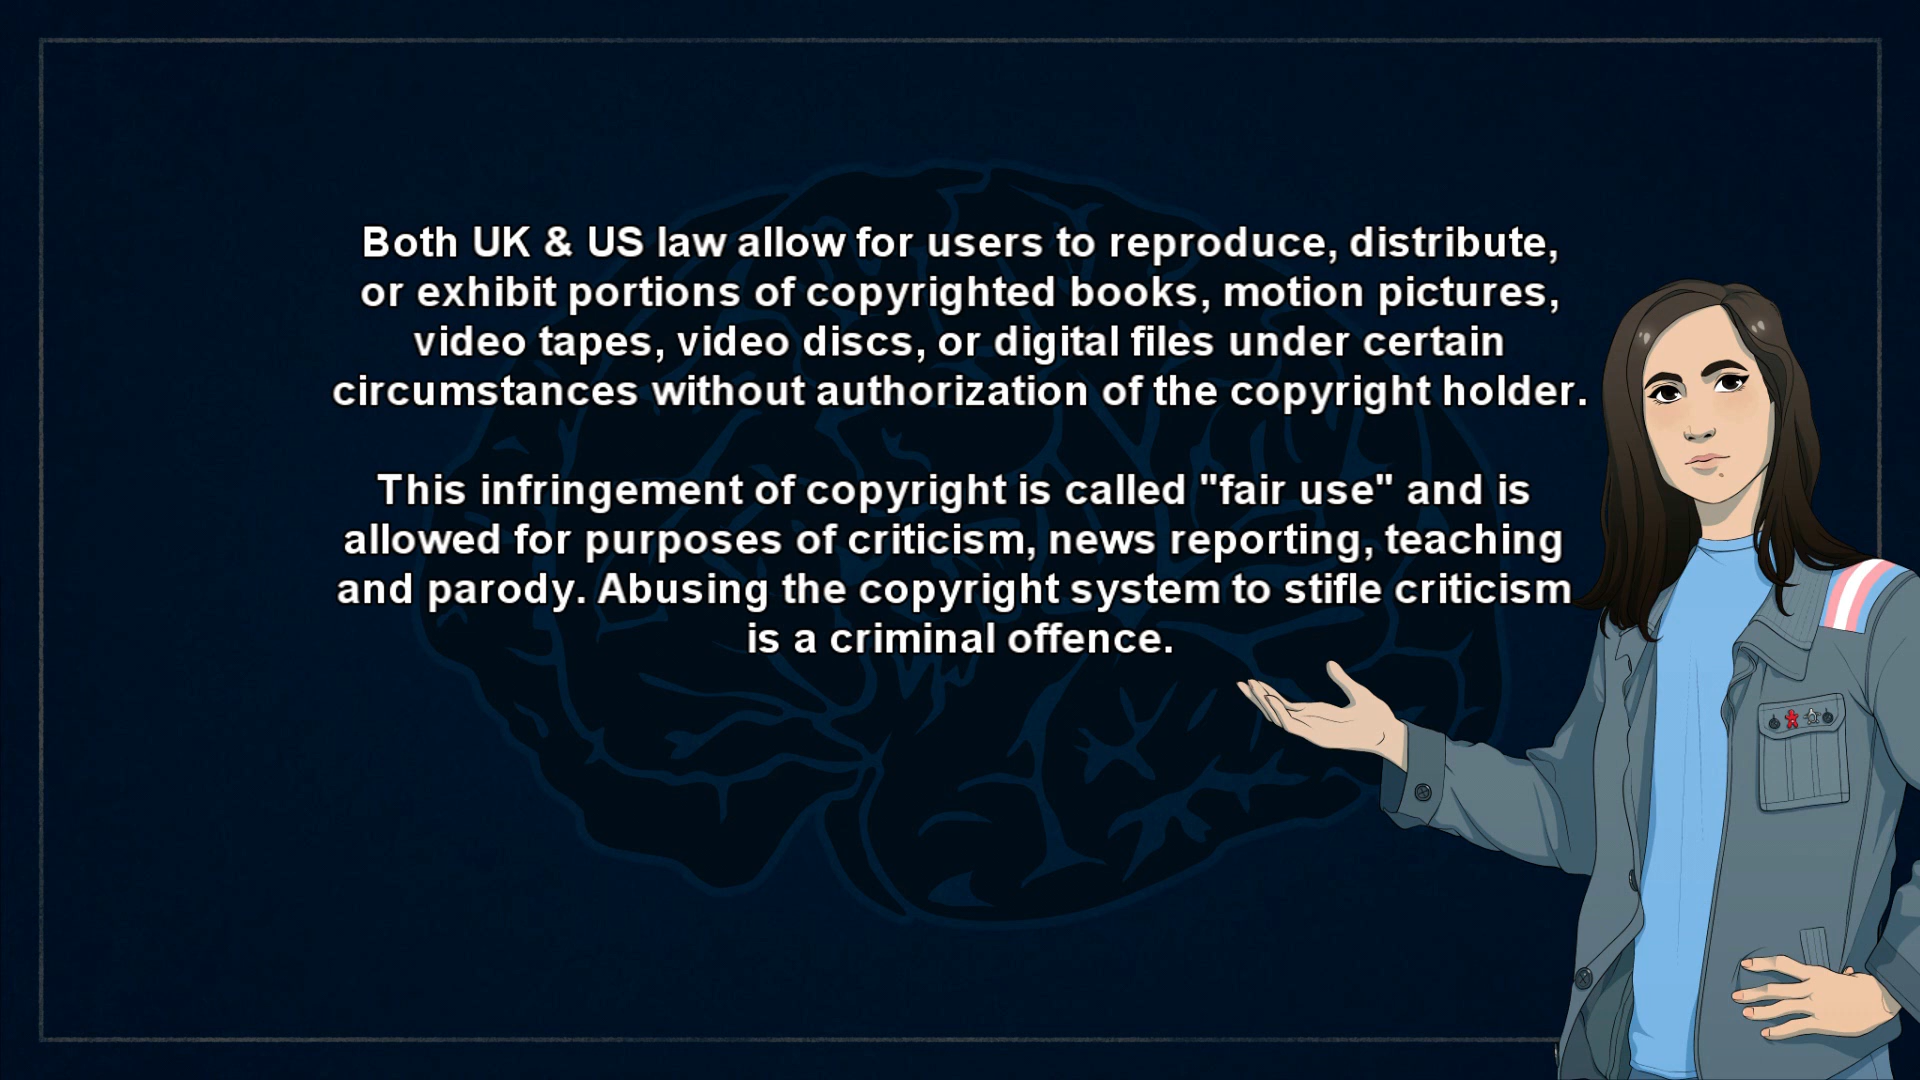 Both UK & US law allow for users to reproduce, distribute,
or exhibit portions of copyrighted books, motion pictures,
video tapes, video discs, or digital files under certain
circumstances without authorization of the copyright holder.
This infringement of copyright is called "fair use" and is
allowed for purposes of criticism, news reporting, teaching
and parody. Abusing the copyright system to stifle criticism
is a criminal offence.